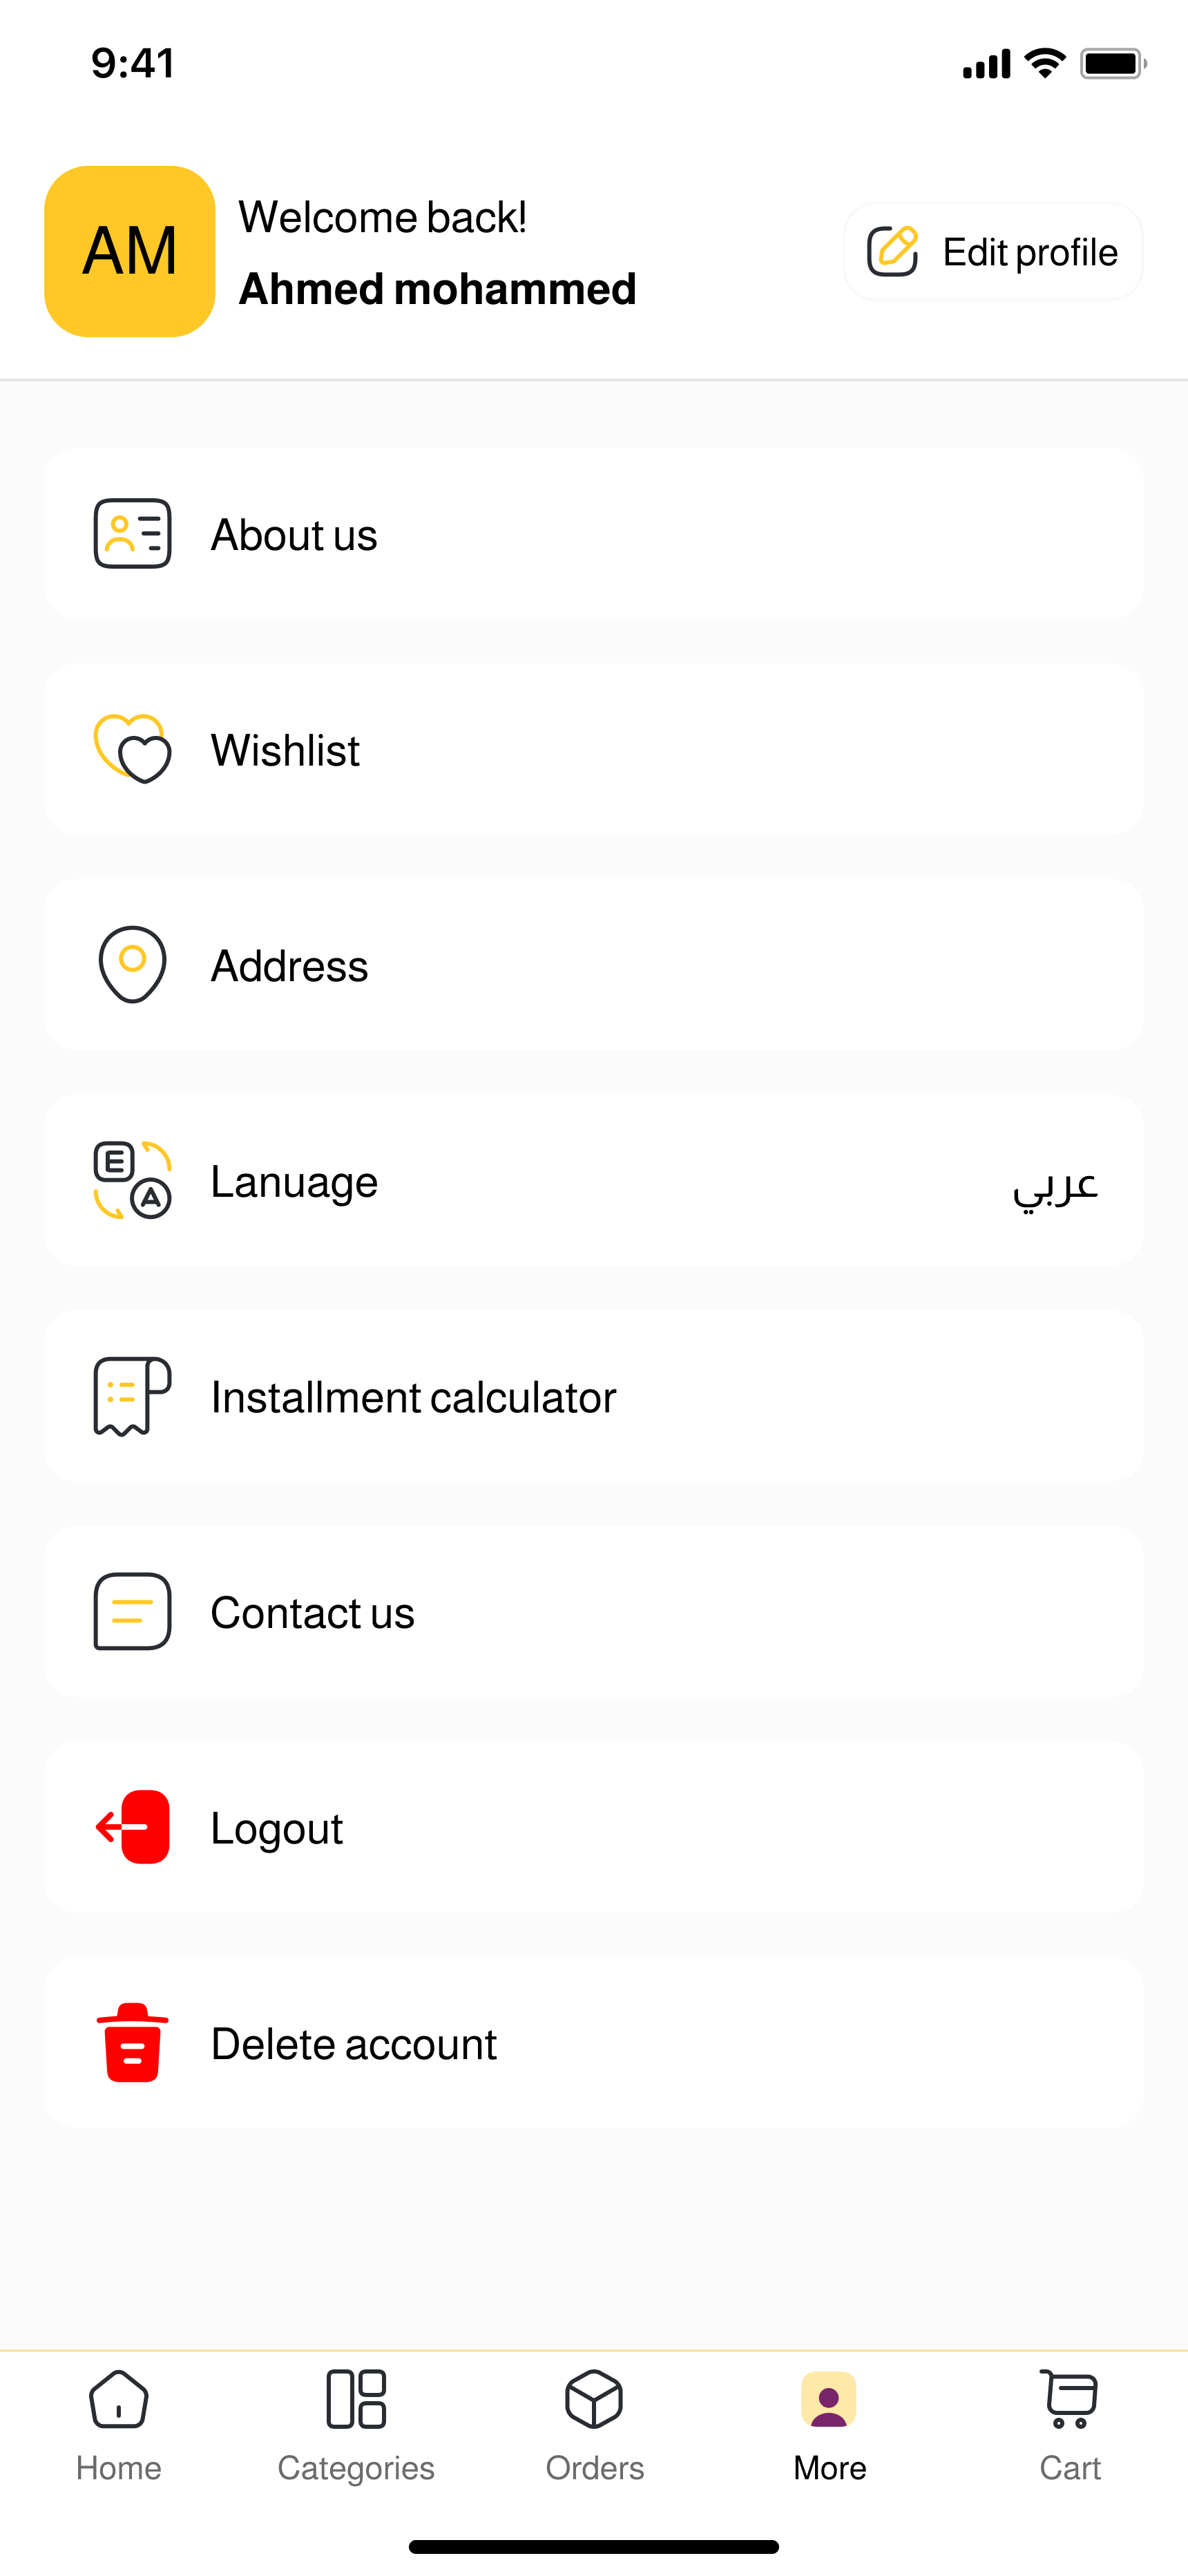 9:41
AM
Welcome back!
Ahmed mohammed
Edit profile
About us
Wishlist
Address
E
A
Lanuage
عربي
Installment calculator
Contact us
Logout
Delete account
Home
Categories
Orders
More
Cart